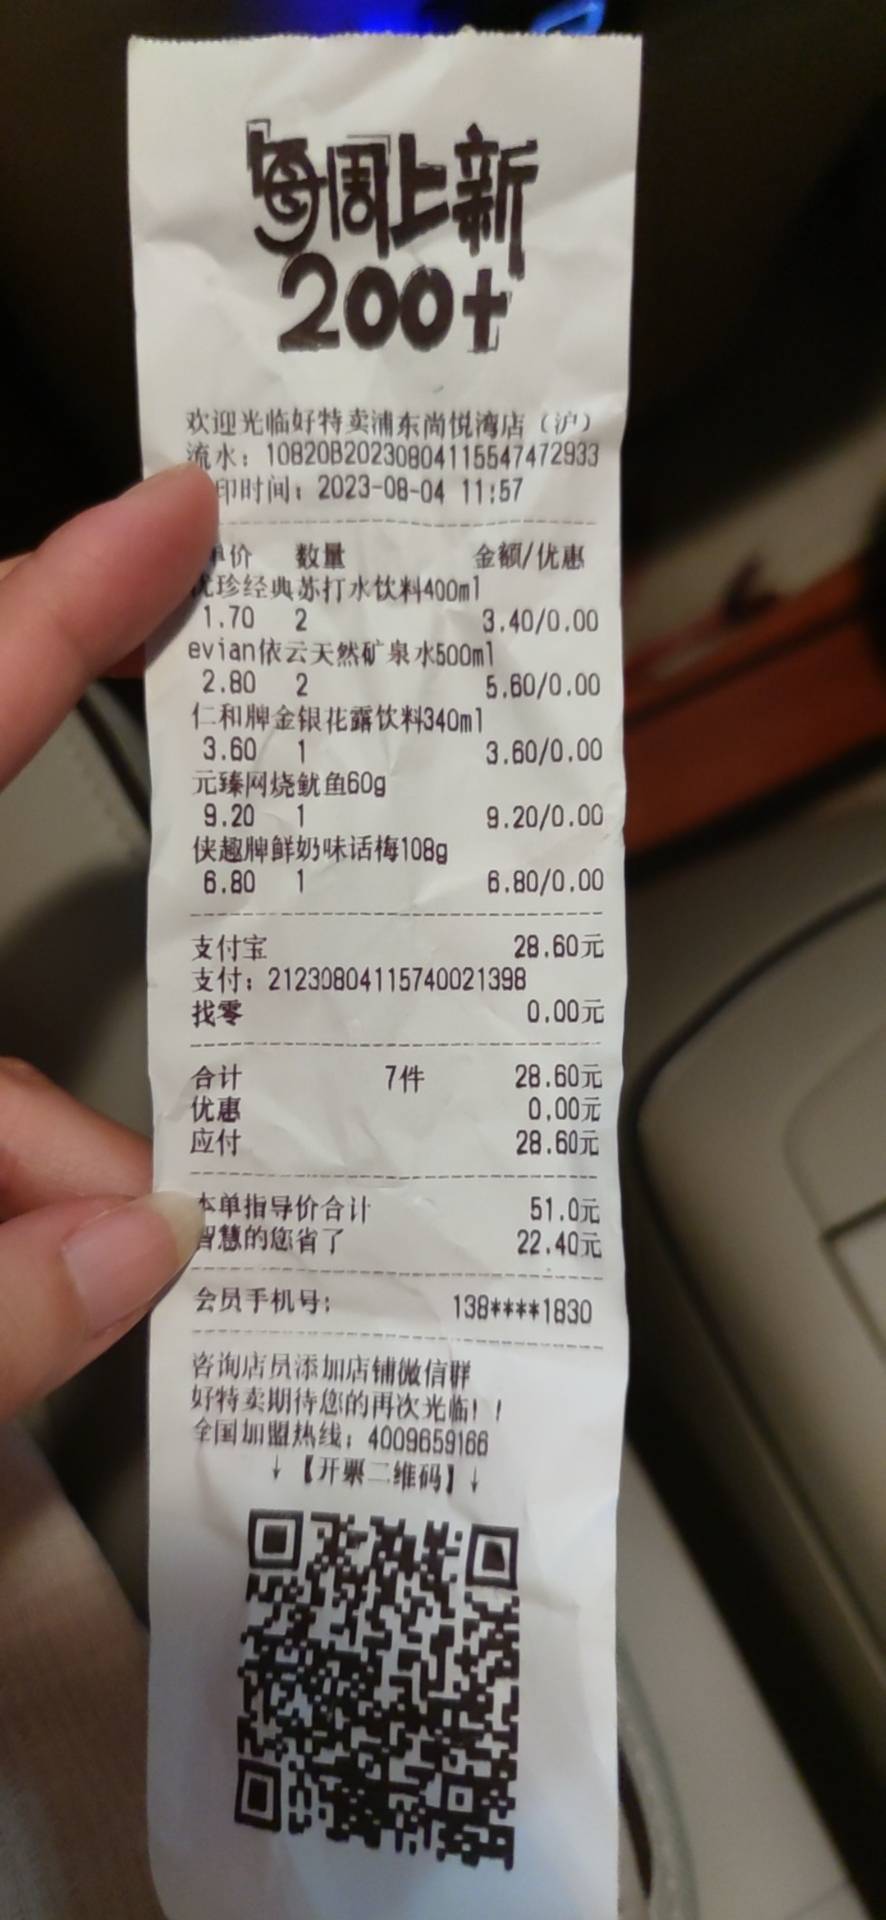 每周上新
200+
欢迎光临好特卖浦东尚悦湾店（沪）
流水：10820B20230804115547472933
印时间：2023-08-04 11:57
单价 数量 金额/优惠
优珍经典苏打水饮料400ml
1.70 2 3.40/0.00
evian依云天然矿泉水500ml
2.80 2 5.60/0.00
仁和牌金银花露饮料340ml
3.60 1 3.60/0.00
元臻网烧鱿鱼60g
9.20 1 9.20/0.00
侠趣牌鲜奶味话梅108g
6.80 1 6.80/0.00
支付宝 28.60元
支付：21230804115740021398
找零 0.00元
合计 7件 28.60元
优惠 0.00元
应付 28.60元
本单指导价合计 51.0元
智慧的您省了 22.40元
会员手机号： 138****1830
咨询店员添加店铺微信群
好特卖期待您的再次光临！！
全国加盟热线：4009659166
↓【开票二维码】↓